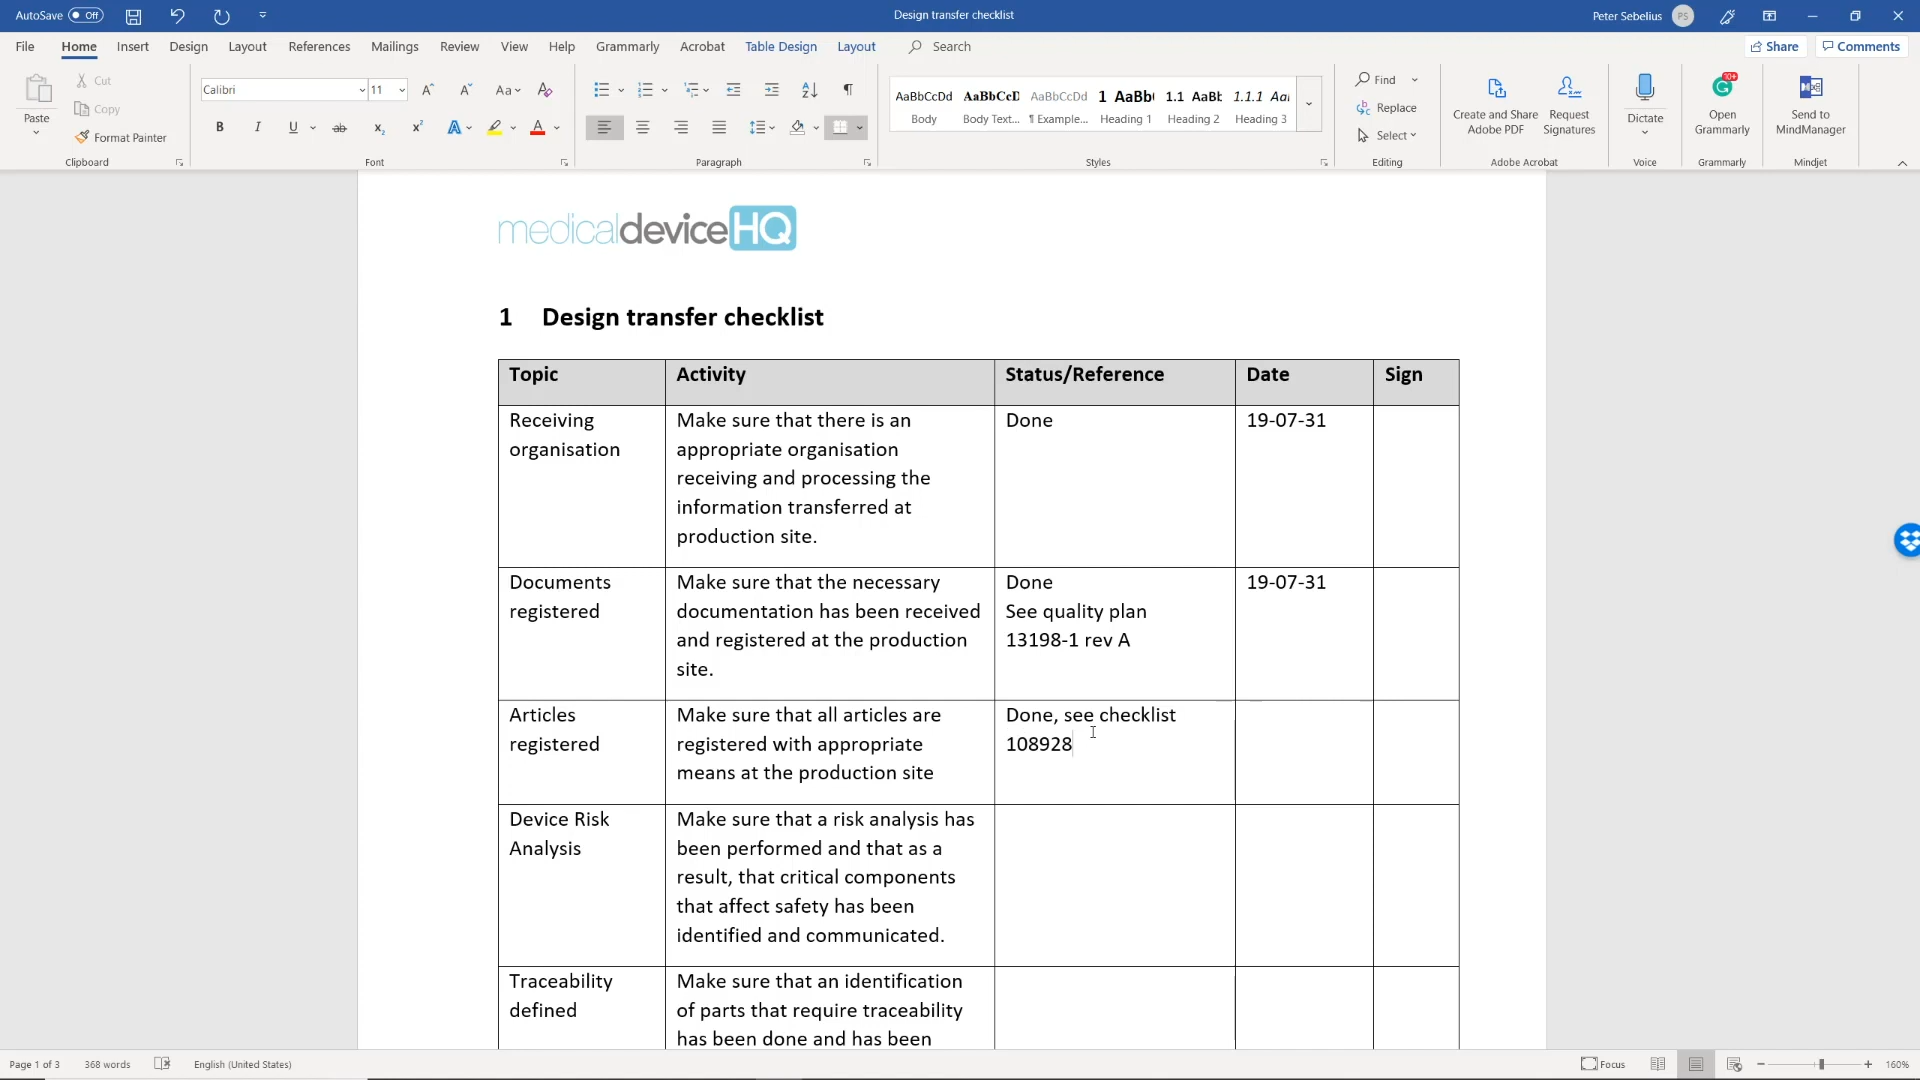 AutoSave Off
Design transfer checklist
Peter Sebelius PS
File Home Insert Design Layout References Mailings Review View Help Grammarly Acrobat Table Design Layout Search
Share Comments
Paste
Cut
Copy
Format Painter
Clipboard
Calibri 11
Aa
B I U ab x₂ x² A A
Font
Paragraph
AaBbCcDd AaBbCcD AaBbCcDd 1 AaBb( 1.1 AaBt 1.1.1 Aa
Body Body Text... ¶ Example... Heading 1 Heading 2 Heading 3
Styles
Find
Replace
Select
Editing
Create and Share
Adobe PDF
Request
Signatures
Adobe Acrobat
Dictate
Voice
10+
Open
Grammarly
Grammarly
Send to
MindManager
Mindjet
medicaldeviceHQ
1 Design transfer checklist
Topic Activity Status/Reference Date Sign
Receiving
organisation
Make sure that there is an
appropriate organisation
receiving and processing the
information transferred at
production site.
Done
19-07-31
Documents
registered
Make sure that the necessary
documentation has been received
and registered at the production
site.
Done
See quality plan
13198-1 rev A
19-07-31
Articles
registered
Make sure that all articles are
registered with appropriate
means at the production site
Done, see checklist
108928
Device Risk
Analysis
Make sure that a risk analysis has
been performed and that as a
result, that critical components
that affect safety has been
identified and communicated.
Traceability
defined
Make sure that an identification
of parts that require traceability
has been done and has been
Page 1 of 3 368 words English (United States)
Focus
160%